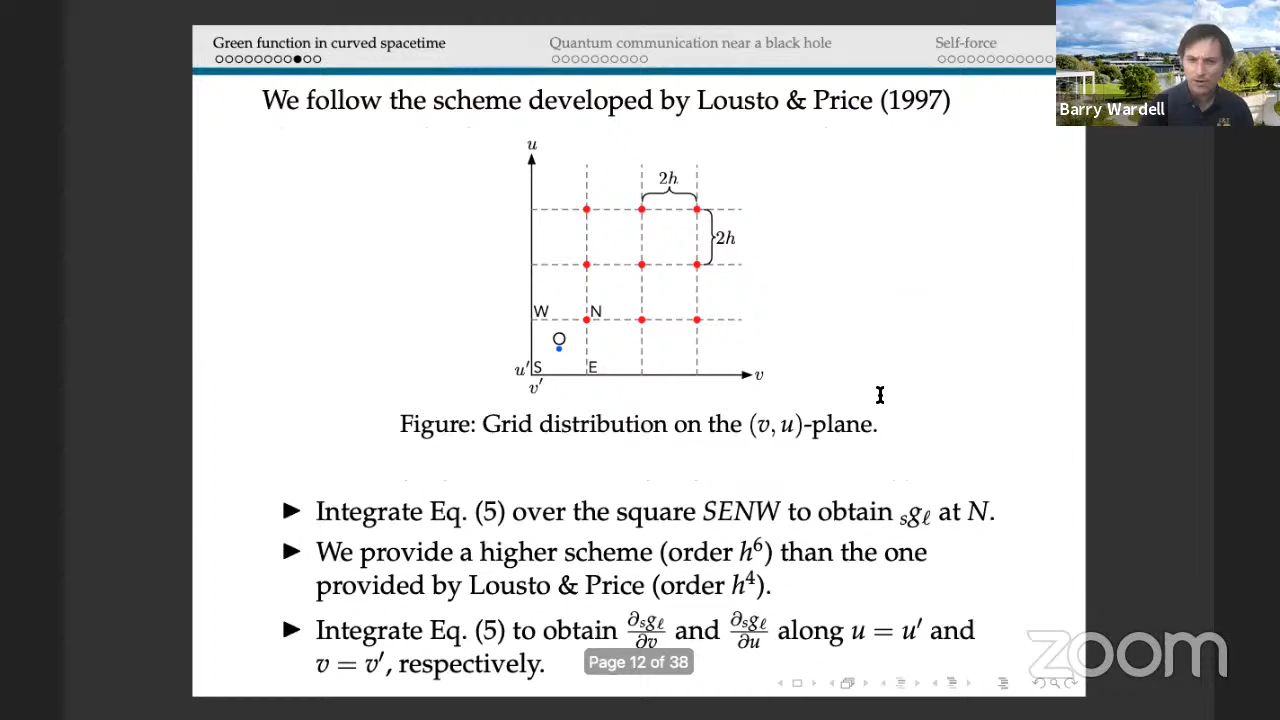 Green function in curved spacetime
Quantum communication near a black hole
Self-force
Barry Wardell
We follow the scheme developed by Lousto & Price (1997)
u
2h
2h
W
N
O
u′
S
E
v
v′
Figure: Grid distribution on the (v, u)-plane.
▶ Integrate Eq. (5) over the square SENW to obtain ₛg_ℓ at N.
▶ We provide a higher scheme (order h⁶) than the one
provided by Lousto & Price (order h⁴).
▶ Integrate Eq. (5) to obtain ∂ₛg_ℓ/∂v and ∂ₛg_ℓ/∂u along u = u′ and
v = v′, respectively.
Page 12 of 38
zoom